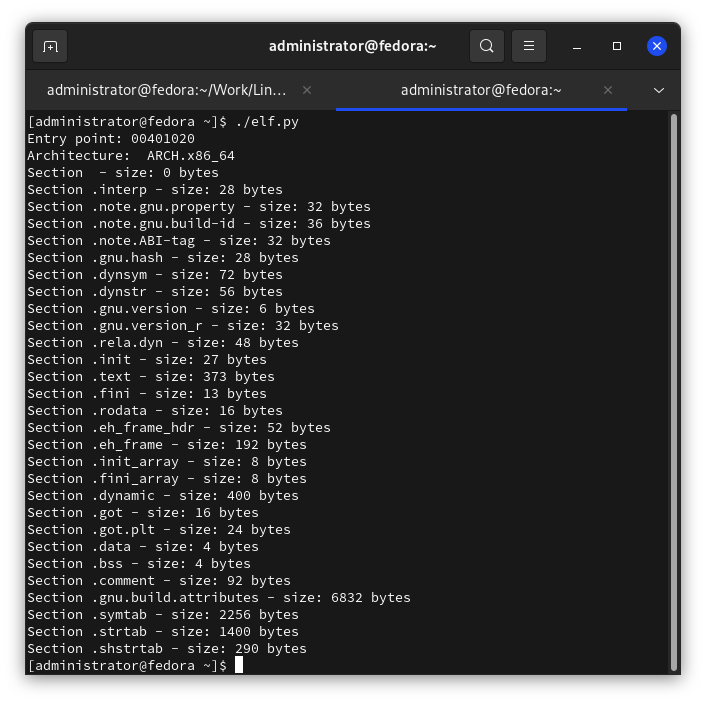 administrator@fedora:~
administrator@fedora:~/Work/Lin...
administrator@fedora:~
[administrator@fedora ~]$ ./elf.py
Entry point: 00401020
Architecture:  ARCH.x86_64
Section  - size: 0 bytes
Section .interp - size: 28 bytes
Section .note.gnu.property - size: 32 bytes
Section .note.gnu.build-id - size: 36 bytes
Section .note.ABI-tag - size: 32 bytes
Section .gnu.hash - size: 28 bytes
Section .dynsym - size: 72 bytes
Section .dynstr - size: 56 bytes
Section .gnu.version - size: 6 bytes
Section .gnu.version_r - size: 32 bytes
Section .rela.dyn - size: 48 bytes
Section .init - size: 27 bytes
Section .text - size: 373 bytes
Section .fini - size: 13 bytes
Section .rodata - size: 16 bytes
Section .eh_frame_hdr - size: 52 bytes
Section .eh_frame - size: 192 bytes
Section .init_array - size: 8 bytes
Section .fini_array - size: 8 bytes
Section .dynamic - size: 400 bytes
Section .got - size: 16 bytes
Section .got.plt - size: 24 bytes
Section .data - size: 4 bytes
Section .bss - size: 4 bytes
Section .comment - size: 92 bytes
Section .gnu.build.attributes - size: 6832 bytes
Section .symtab - size: 2256 bytes
Section .strtab - size: 1400 bytes
Section .shstrtab - size: 290 bytes
[administrator@fedora ~]$